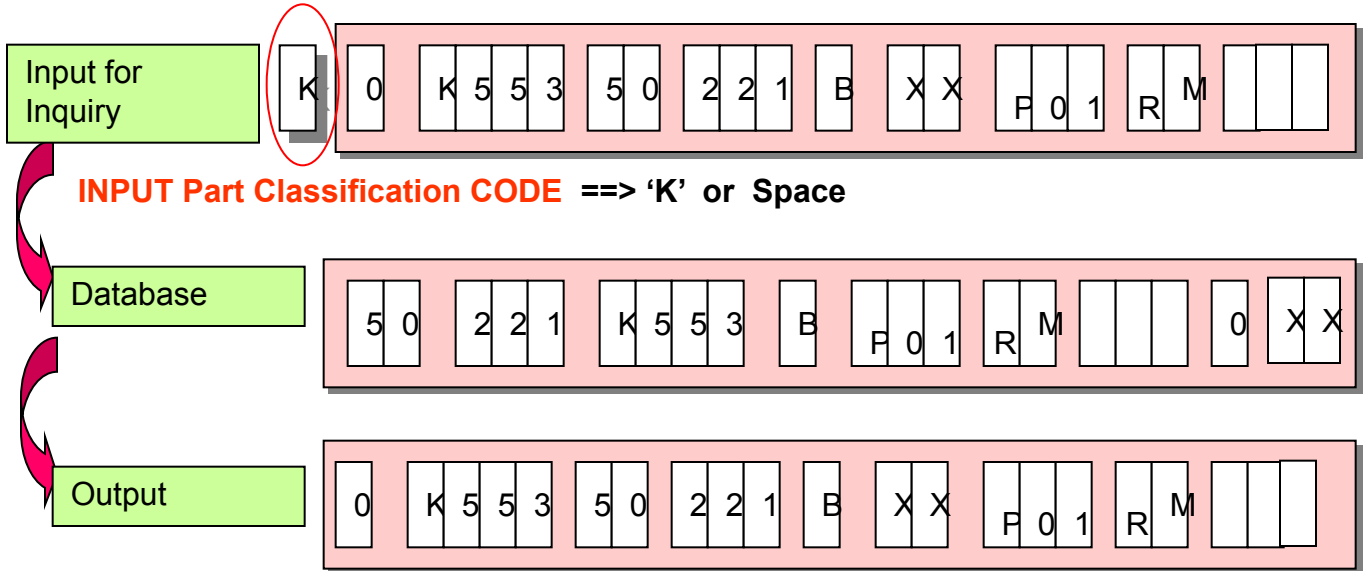 Input for Inquiry K 0 K 5 5 3 5 0 2 2 1 B X X P 0 1 R M
INPUT Part Classification CODE ==> ‘K’ or Space
Database 5 0 2 2 1 K 5 5 3 B P 0 1 R M 0 X X
Output 0 K 5 5 3 5 0 2 2 1 B X X P 0 1 R M